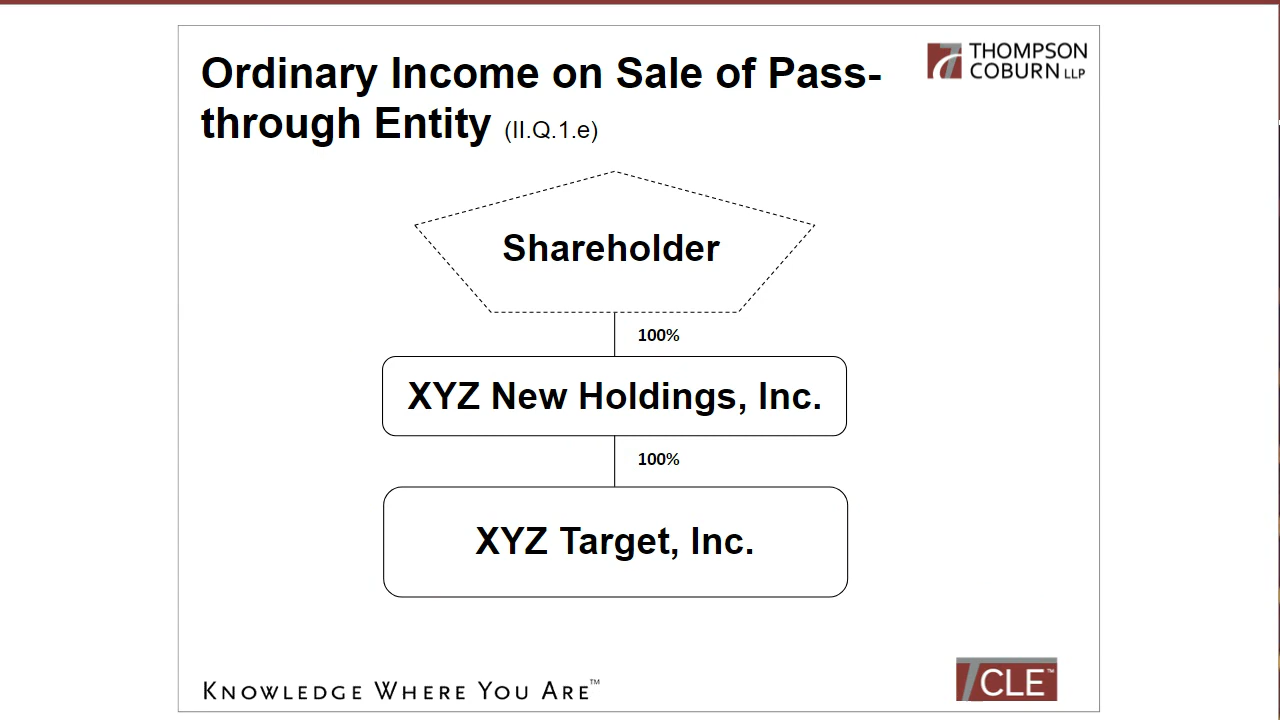 Ordinary Income on Sale of Pass-
through Entity (II.Q.1.e)
THOMPSON
COBURN LLP
Shareholder
100%
XYZ New Holdings, Inc.
100%
XYZ Target, Inc.
KNOWLEDGE WHERE YOU ARE™
TCLE™